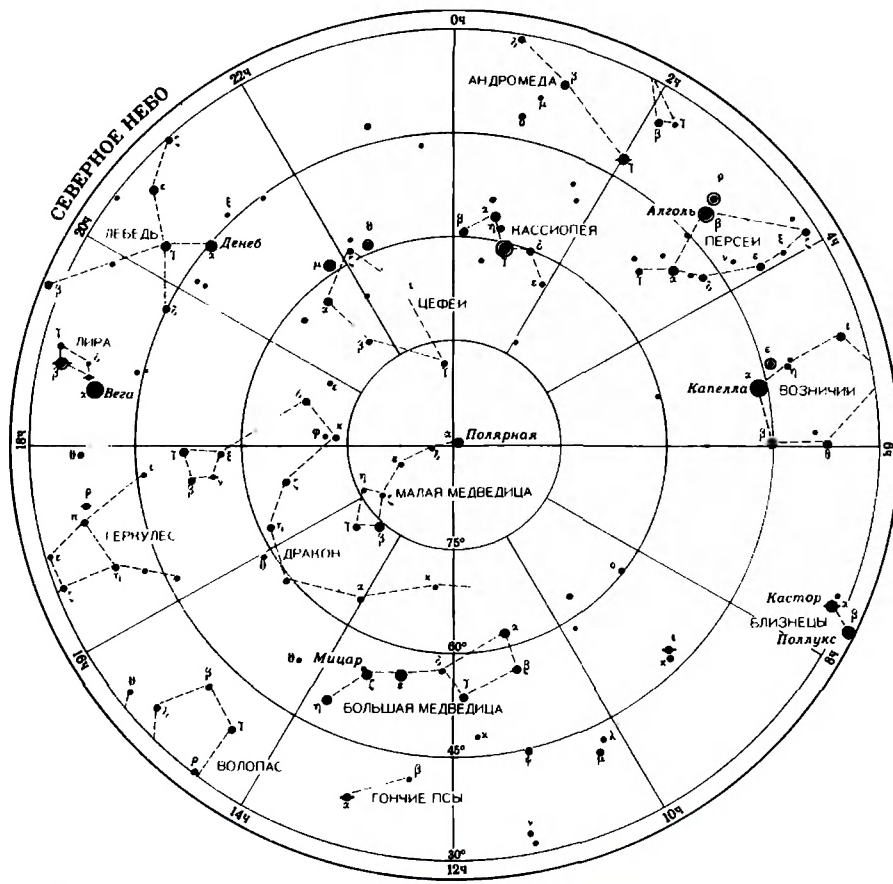 0ч
22ч
2ч
СЕВЕРНОЕ НЕБО
АНДРОМЕДА
β
μ
β γ
γ
ρ
ε
ξ
20ч
ЛЕБЕДЬ
Денеб
γ
α
β
μ
α
β
η
КАССИОПЕЯ
γ
δ
ε
Алголь
β
ПЕРСЕЙ
4ч
γ
α
ν
ε
ξ
ι
ЦЕФЕЙ
α
β
γ
ЛИРА
γ
β
α Вега
ε
Капелла
α
η
ι
ВОЗНИЧИЙ
β
θ
ε
φ
κ
α Полярная
18ч
6ч
θ
γ
ξ
β
ν
ι
ρ
π
ГЕРКУЛЕС
ε
η
МАЛАЯ МЕДВЕДИЦА
η
ε
γ
β
75°
ДРАКОН
η
θ
α
κ
ο
Кастор
α
β
БЛИЗНЕЦЫ
Поллукс
8ч
16ч
60°
α
β
γ
θ
Мицар
ζ
ε
η
БОЛЬШАЯ МЕДВЕДИЦА
ι
κ
θ
β
γ
ρ
ВОЛОПАС
45°
λ
μ
β
α
ГОНЧИЕ ПСЫ
ν
14ч
10ч
30°
12ч